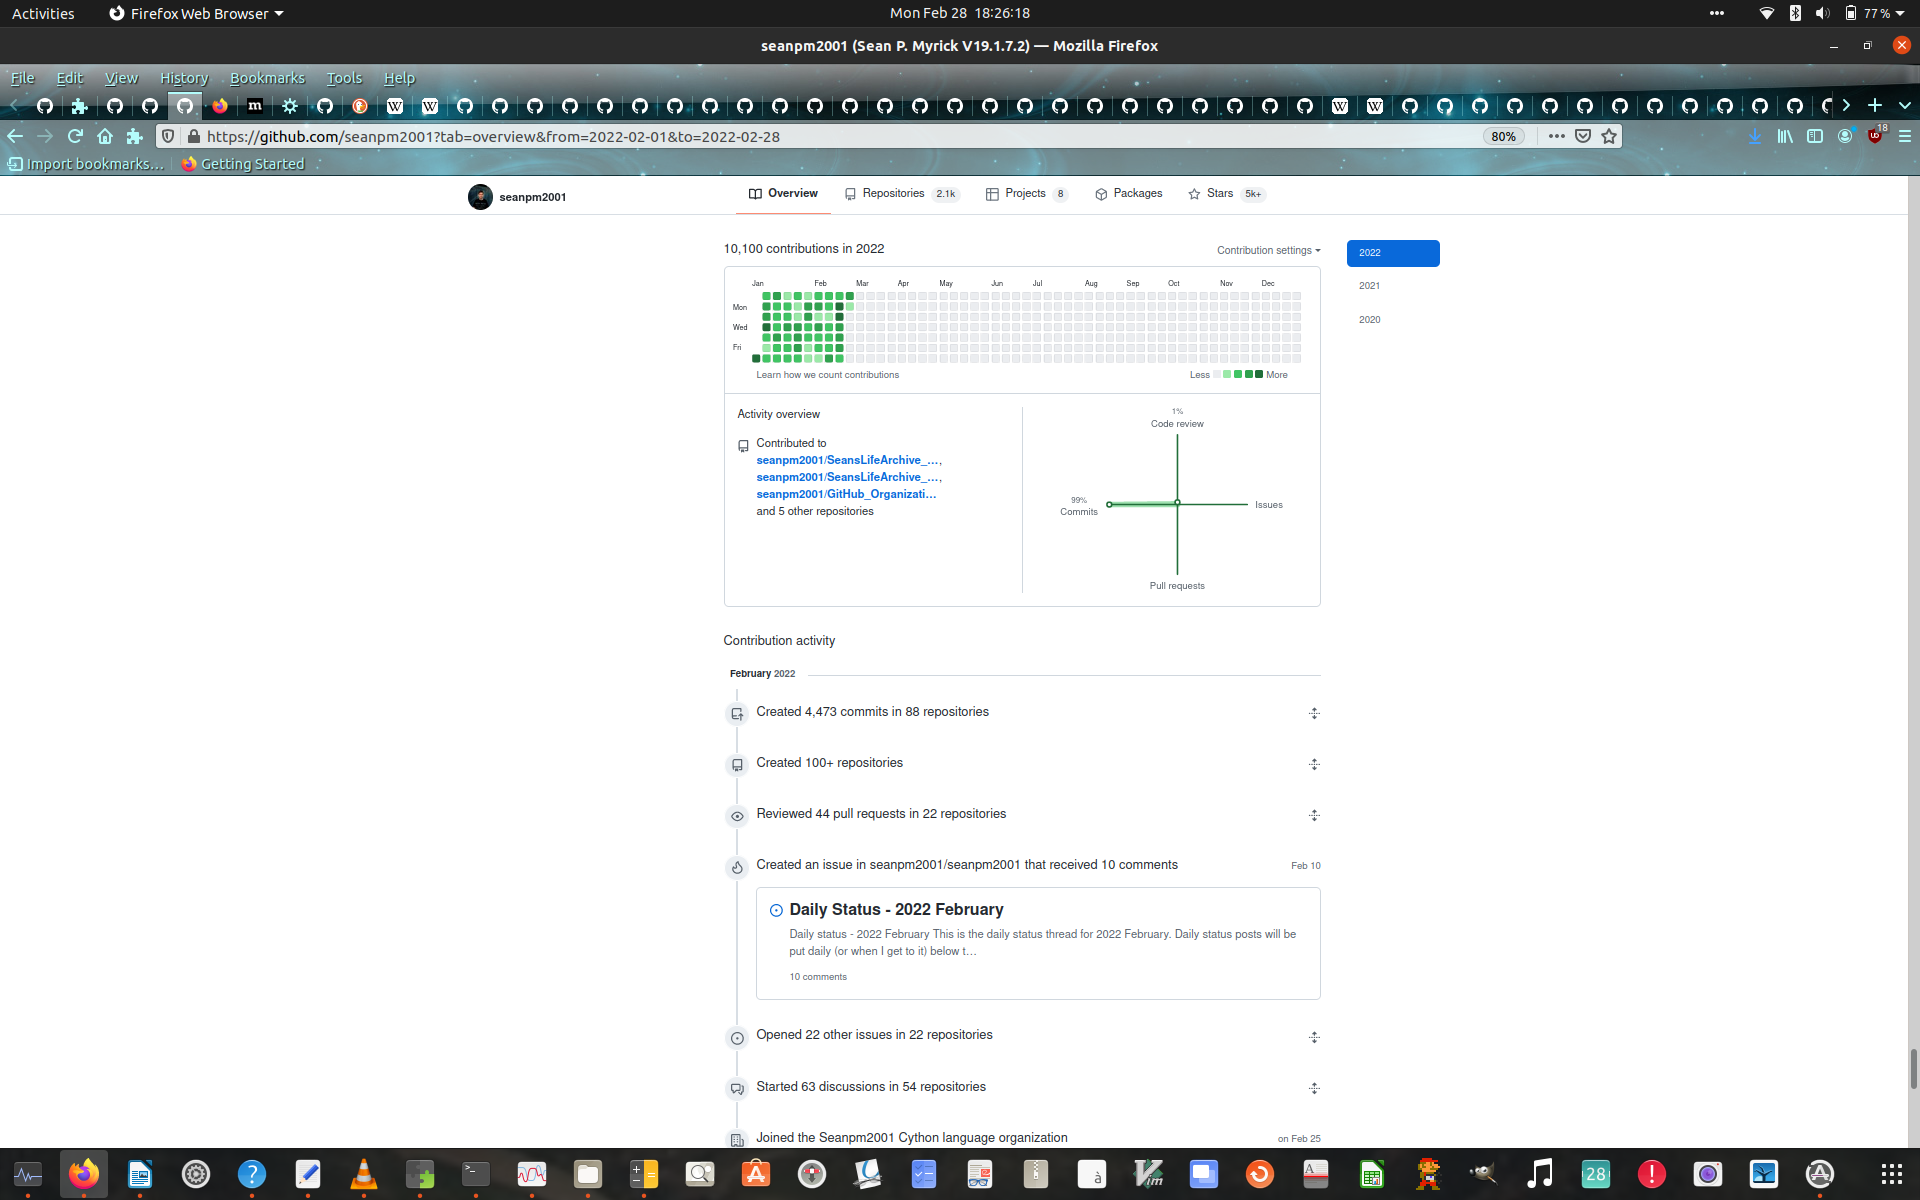 Activities
Firefox Web Browser
Mon Feb 28 18:26:18
77 %
seanpm2001 (Sean P. Myrick V19.1.7.2) — Mozilla Firefox
File Edit View History Bookmarks Tools Help
https://github.com/seanpm2001?tab=overview&from=2022-02-01&to=2022-02-28
80%
18
Import bookmarks...
Getting Started
seanpm2001
Overview
Repositories 2.1k
Projects 8
Packages
Stars 5k+
10,100 contributions in 2022
Contribution settings
2022
2021
2020
Jan Feb Mar Apr May Jun Jul Aug Sep Oct Nov Dec
Mon
Wed
Fri
Learn how we count contributions
Less More
Activity overview
Contributed to
seanpm2001/SeansLifeArchive_...,
seanpm2001/SeansLifeArchive_...,
seanpm2001/GitHub_Organizati...
and 5 other repositories
1%
Code review
99%
Commits
Issues
Pull requests
Contribution activity
February 2022
Created 4,473 commits in 88 repositories
Created 100+ repositories
Reviewed 44 pull requests in 22 repositories
Created an issue in seanpm2001/seanpm2001 that received 10 comments
Feb 10
Daily Status - 2022 February
Daily status - 2022 February This is the daily status thread for 2022 February. Daily status posts will be
put daily (or when I get to it) below t...
10 comments
Opened 22 other issues in 22 repositories
Started 63 discussions in 54 repositories
Joined the Seanpm2001 Cython language organization
on Feb 25
28